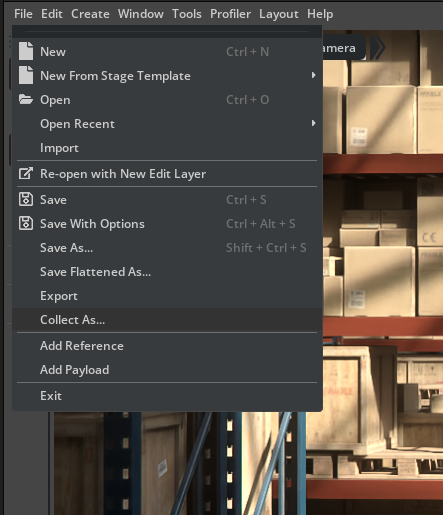 File Edit Create Window Tools Profiler Layout Help
New Ctrl + N
amera
New From Stage Template
Open Ctrl + O
Open Recent
Import
Re-open with New Edit Layer
Save Ctrl + S
Save With Options Ctrl + Alt + S
Save As... Shift + Ctrl + S
Save Flattened As...
Export
Collect As...
Add Reference
Add Payload
Exit